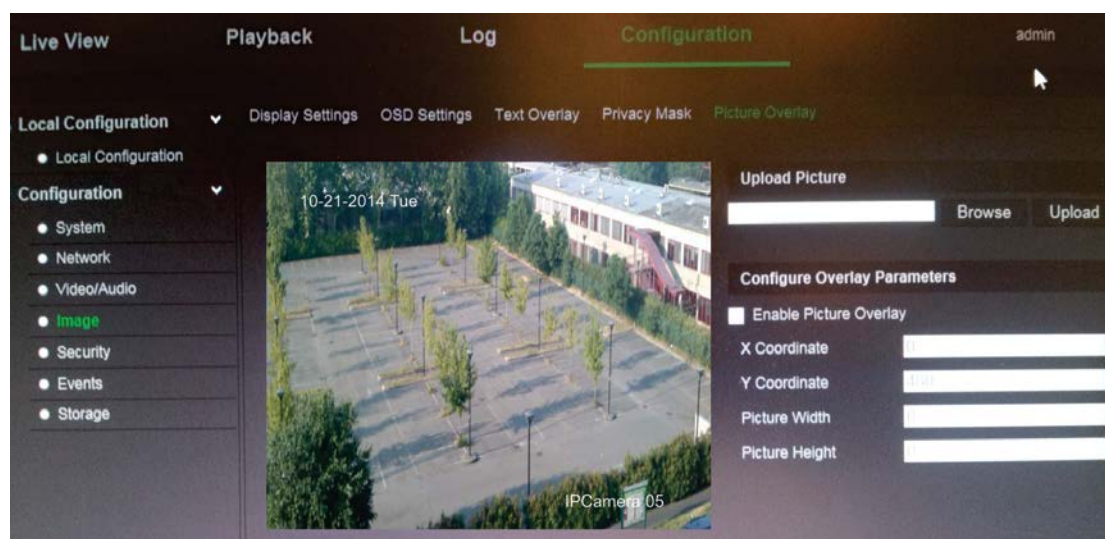 Live View Playback Log Configuration admin
Display Settings OSD Settings Text Overlay Privacy Mask Picture Overlay
Local Configuration
Local Configuration
Configuration
System
Network
Video/Audio
Image
Security
Events
Storage
10-21-2014 Tue
IPCamera 05
Upload Picture
Browse Upload
Configure Overlay Parameters
Enable Picture Overlay
X Coordinate
Y Coordinate
Picture Width
Picture Height